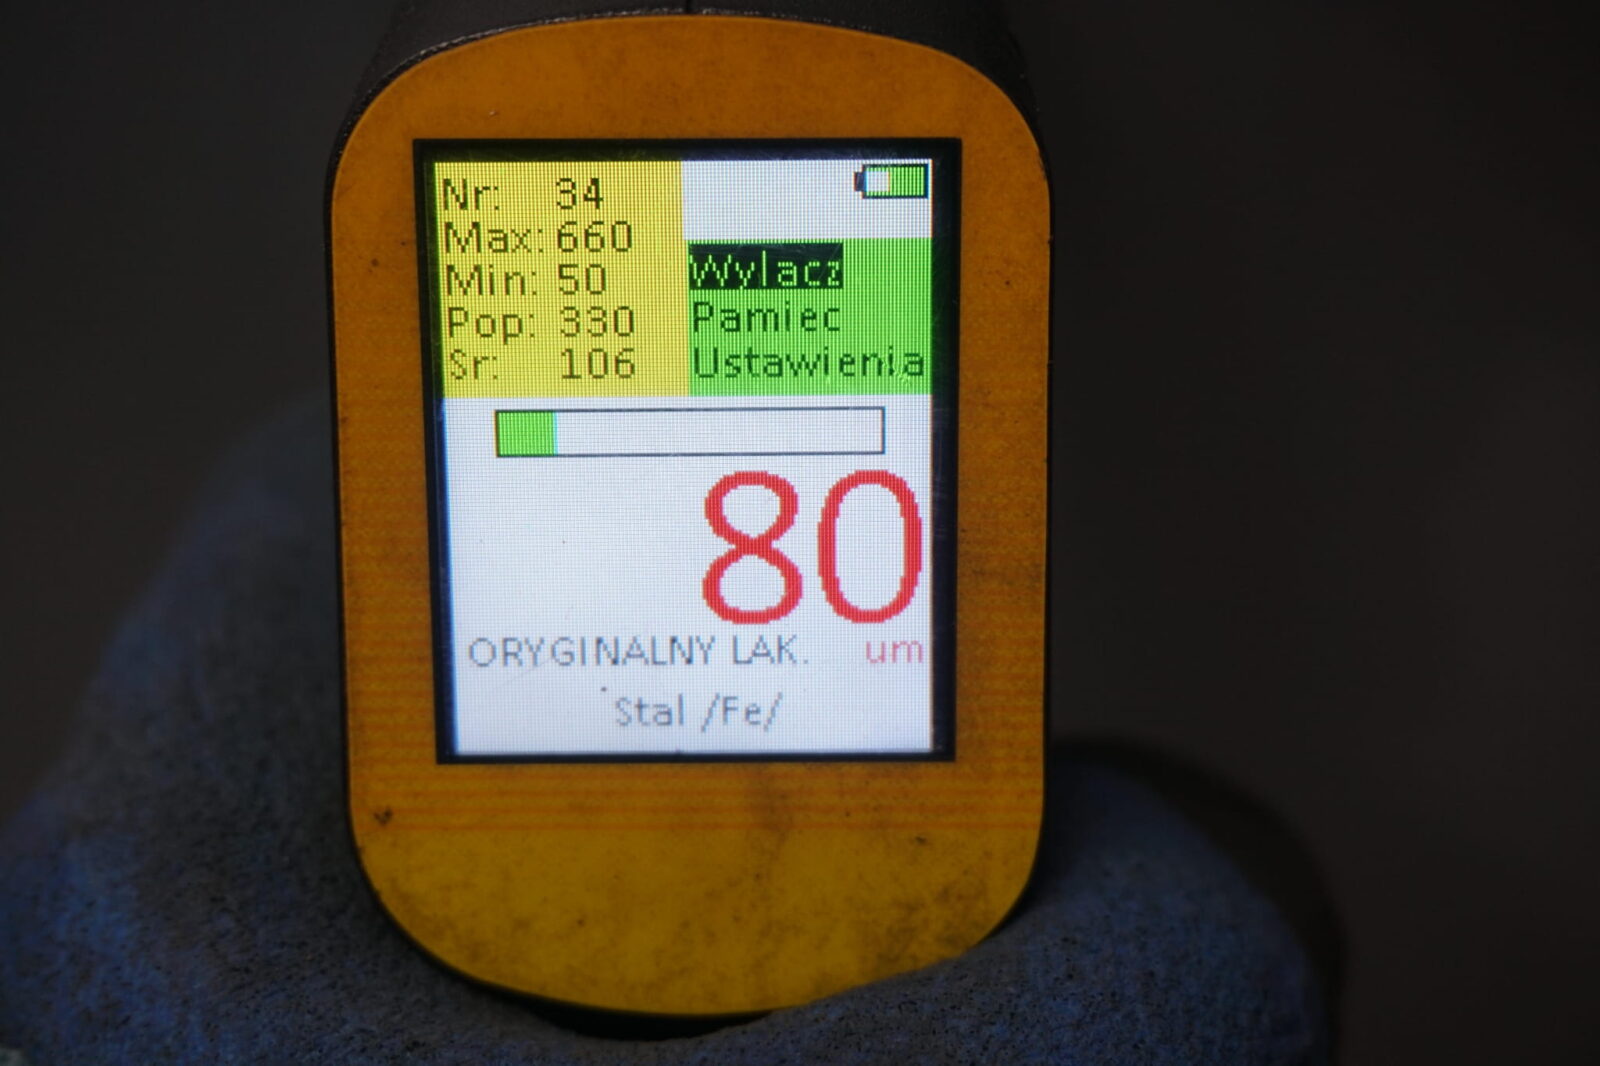 Nr: 34
Max: 660
Min: 50
Pop: 330
Sr: 106
Wylacz
Pamiec
Ustawienia
80
ORYGINALNY LAK. um
Stal /Fe/